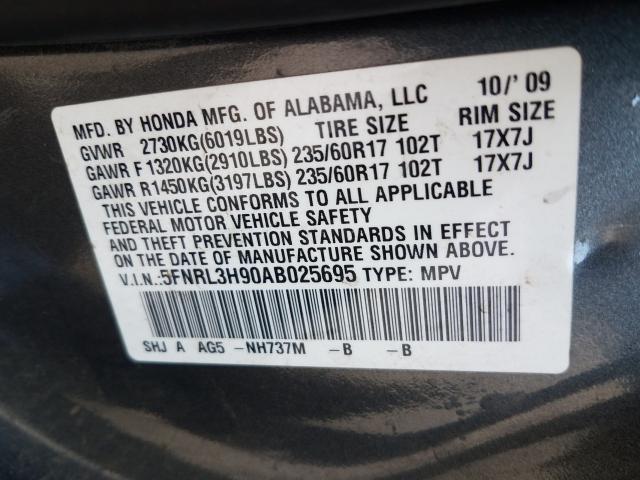 MFD. BY HONDA MFG. OF ALABAMA, LLC 10/'09
GVWR 2730KG(6019LBS) TIRE SIZE RIM SIZE
GAWR F 1320KG(2910LBS) 235/60R17 102T 17X7J
GAWR R1450KG(3197LBS) 235/60R17 102T 17X7J
THIS VEHICLE CONFORMS TO ALL APPLICABLE
FEDERAL MOTOR VEHICLE SAFETY
AND THEFT PREVENTION STANDARDS IN EFFECT
ON THE DATE OF MANUFACTURE SHOWN ABOVE.
V.I.N.:5FNRL3H90AB025695 TYPE: MPV
SHJ A AG5 -NH737M -B -B